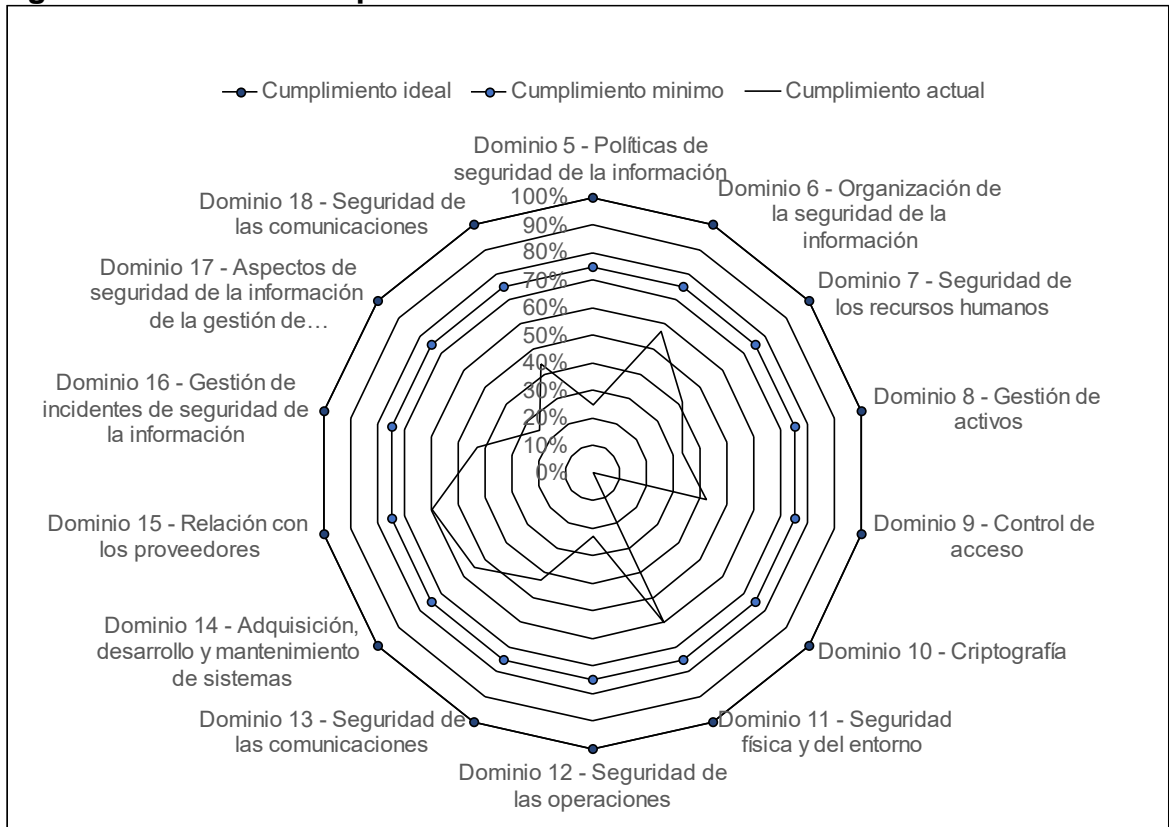 Cumplimiento ideal Cumplimiento minimo Cumplimiento actual
Dominio 5 - Políticas de
seguridad de la información
Dominio 6 - Organización de
la seguridad de la
información
Dominio 7 - Seguridad de
los recursos humanos
Dominio 8 - Gestión de
activos
Dominio 9 - Control de
acceso
Dominio 10 - Criptografía
Dominio 11 - Seguridad
física y del entorno
Dominio 12 - Seguridad de
las operaciones
Dominio 13 - Seguridad de
las comunicaciones
Dominio 14 - Adquisición,
desarrollo y mantenimiento
de sistemas
Dominio 15 - Relación con
los proveedores
Dominio 16 - Gestión de
incidentes de seguridad de
la información
Dominio 17 - Aspectos de
seguridad de la información
de la gestión de…
Dominio 18 - Seguridad de
las comunicaciones
100%
90%
80%
70%
60%
50%
40%
30%
20%
10%
0%